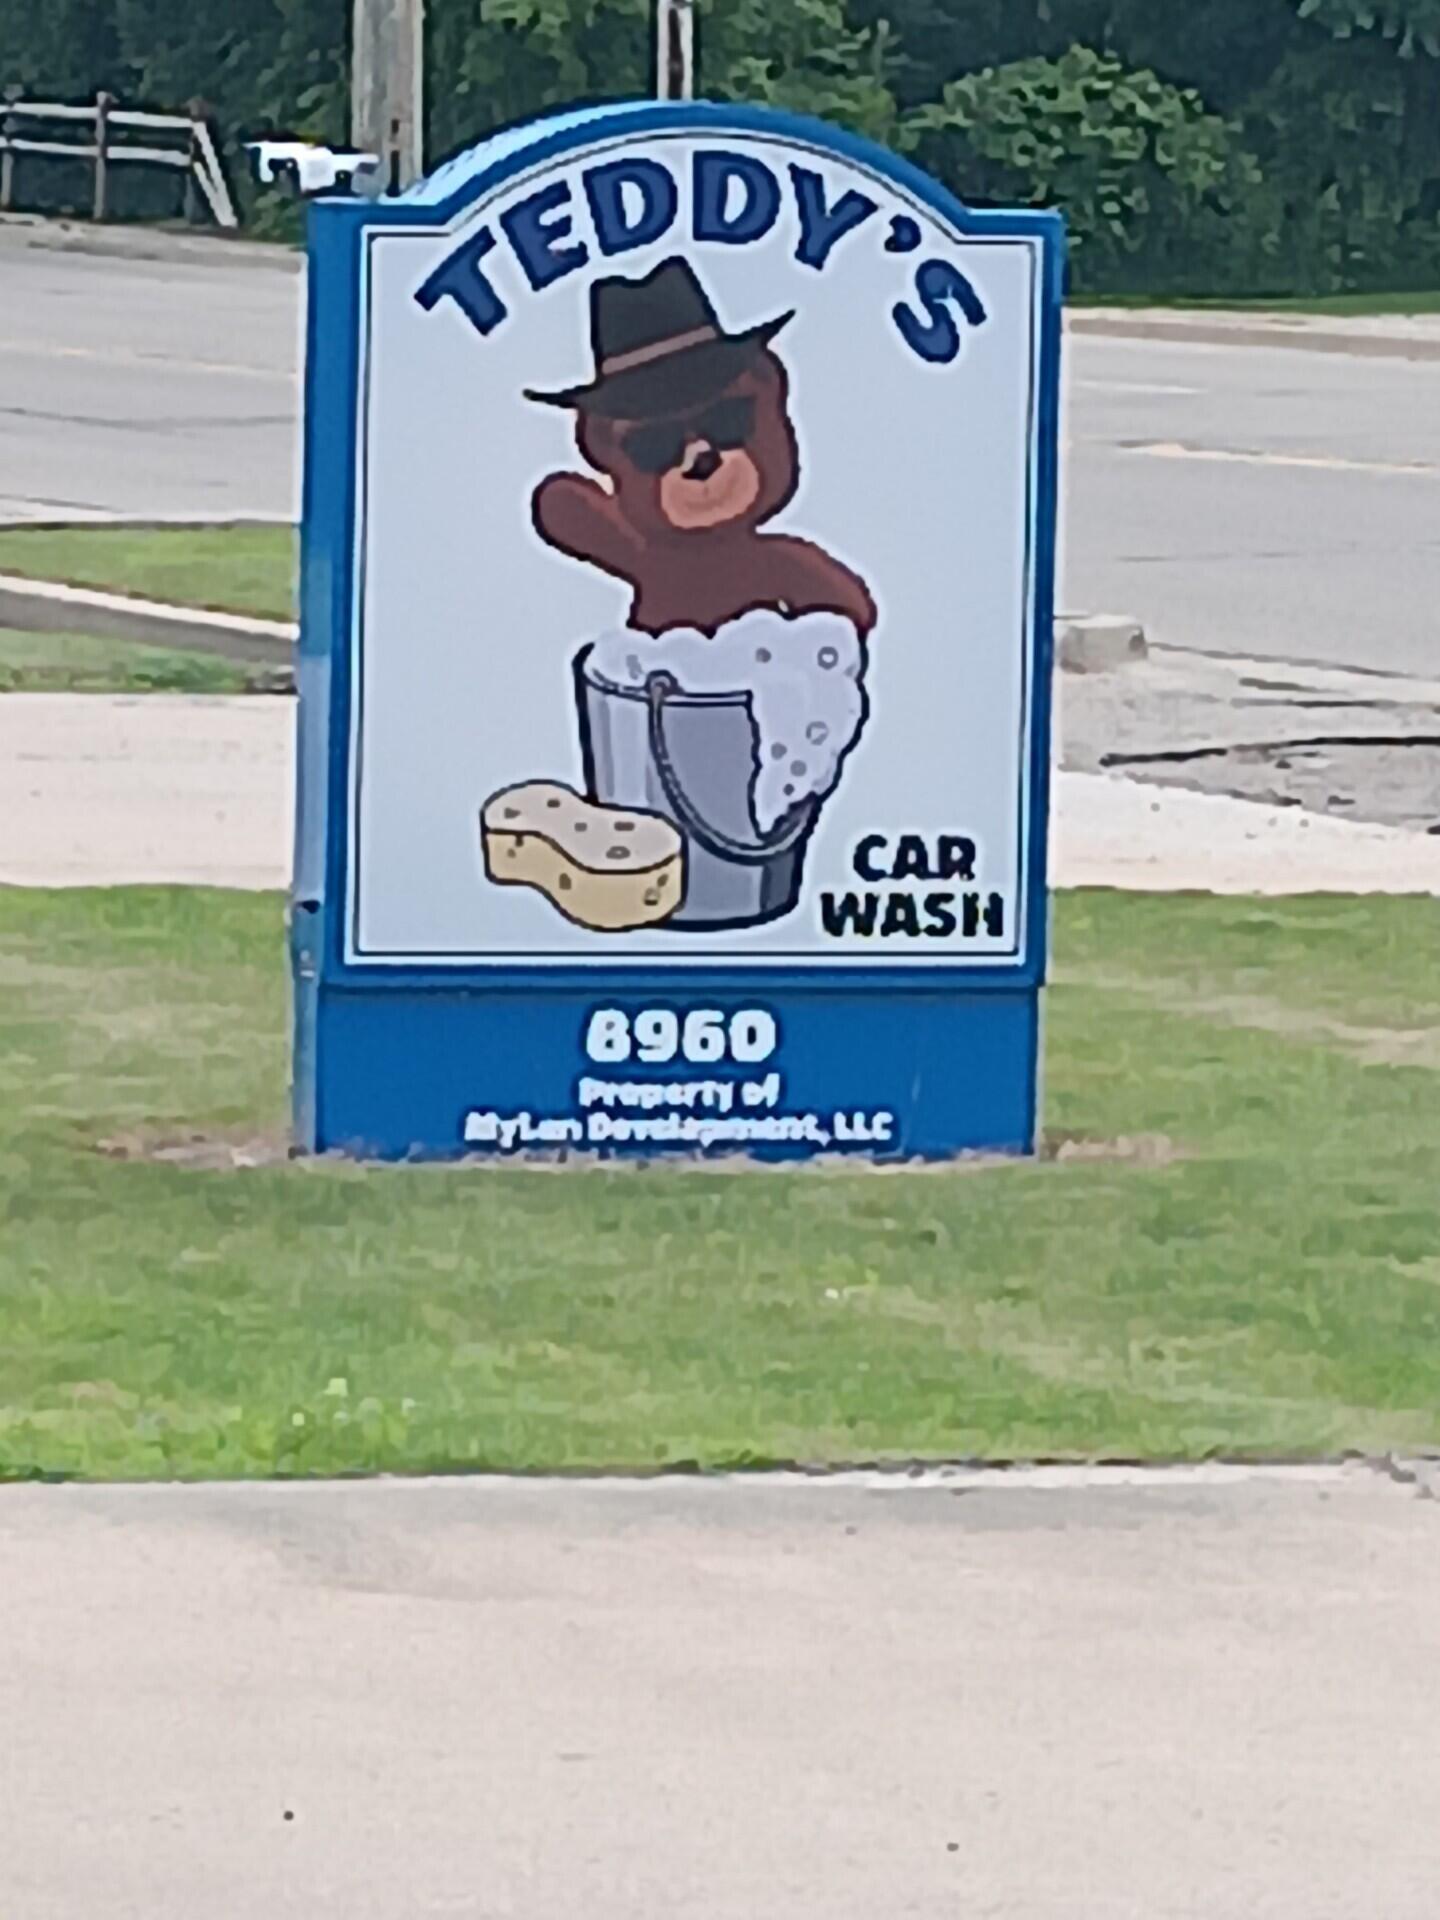 TEDDY'S
CAR
WASH
8960
Property of
MyLan Development, LLC